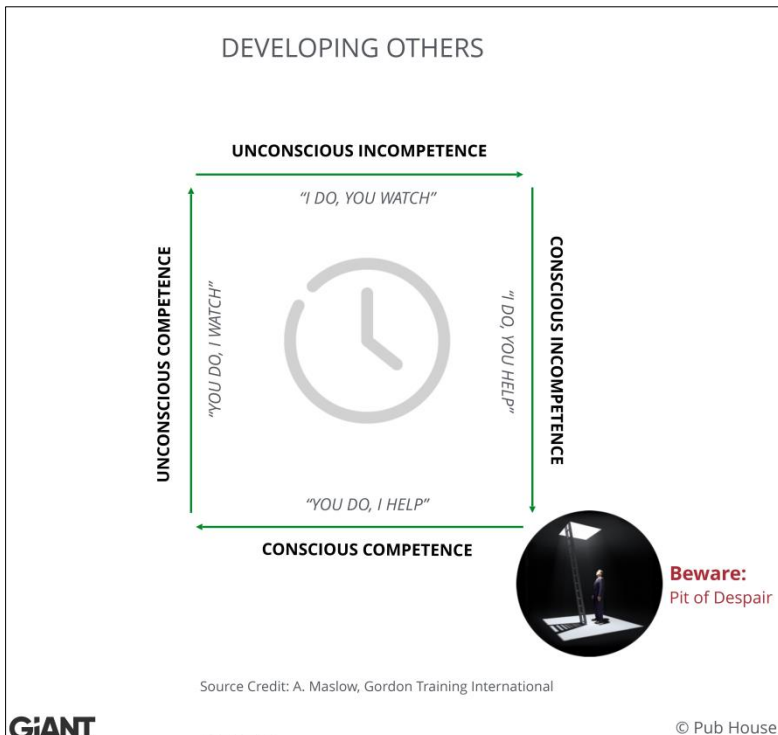 DEVELOPING OTHERS
UNCONSCIOUS INCOMPETENCE
“I DO, YOU WATCH”
UNCONSCIOUS COMPETENCE
“YOU DO, I WATCH”
“I DO, YOU HELP”
CONSCIOUS INCOMPETENCE
“YOU DO, I HELP”
CONSCIOUS COMPETENCE
Beware:
Pit of Despair
Source Credit: A. Maslow, Gordon Training International
GiANT
© Pub House